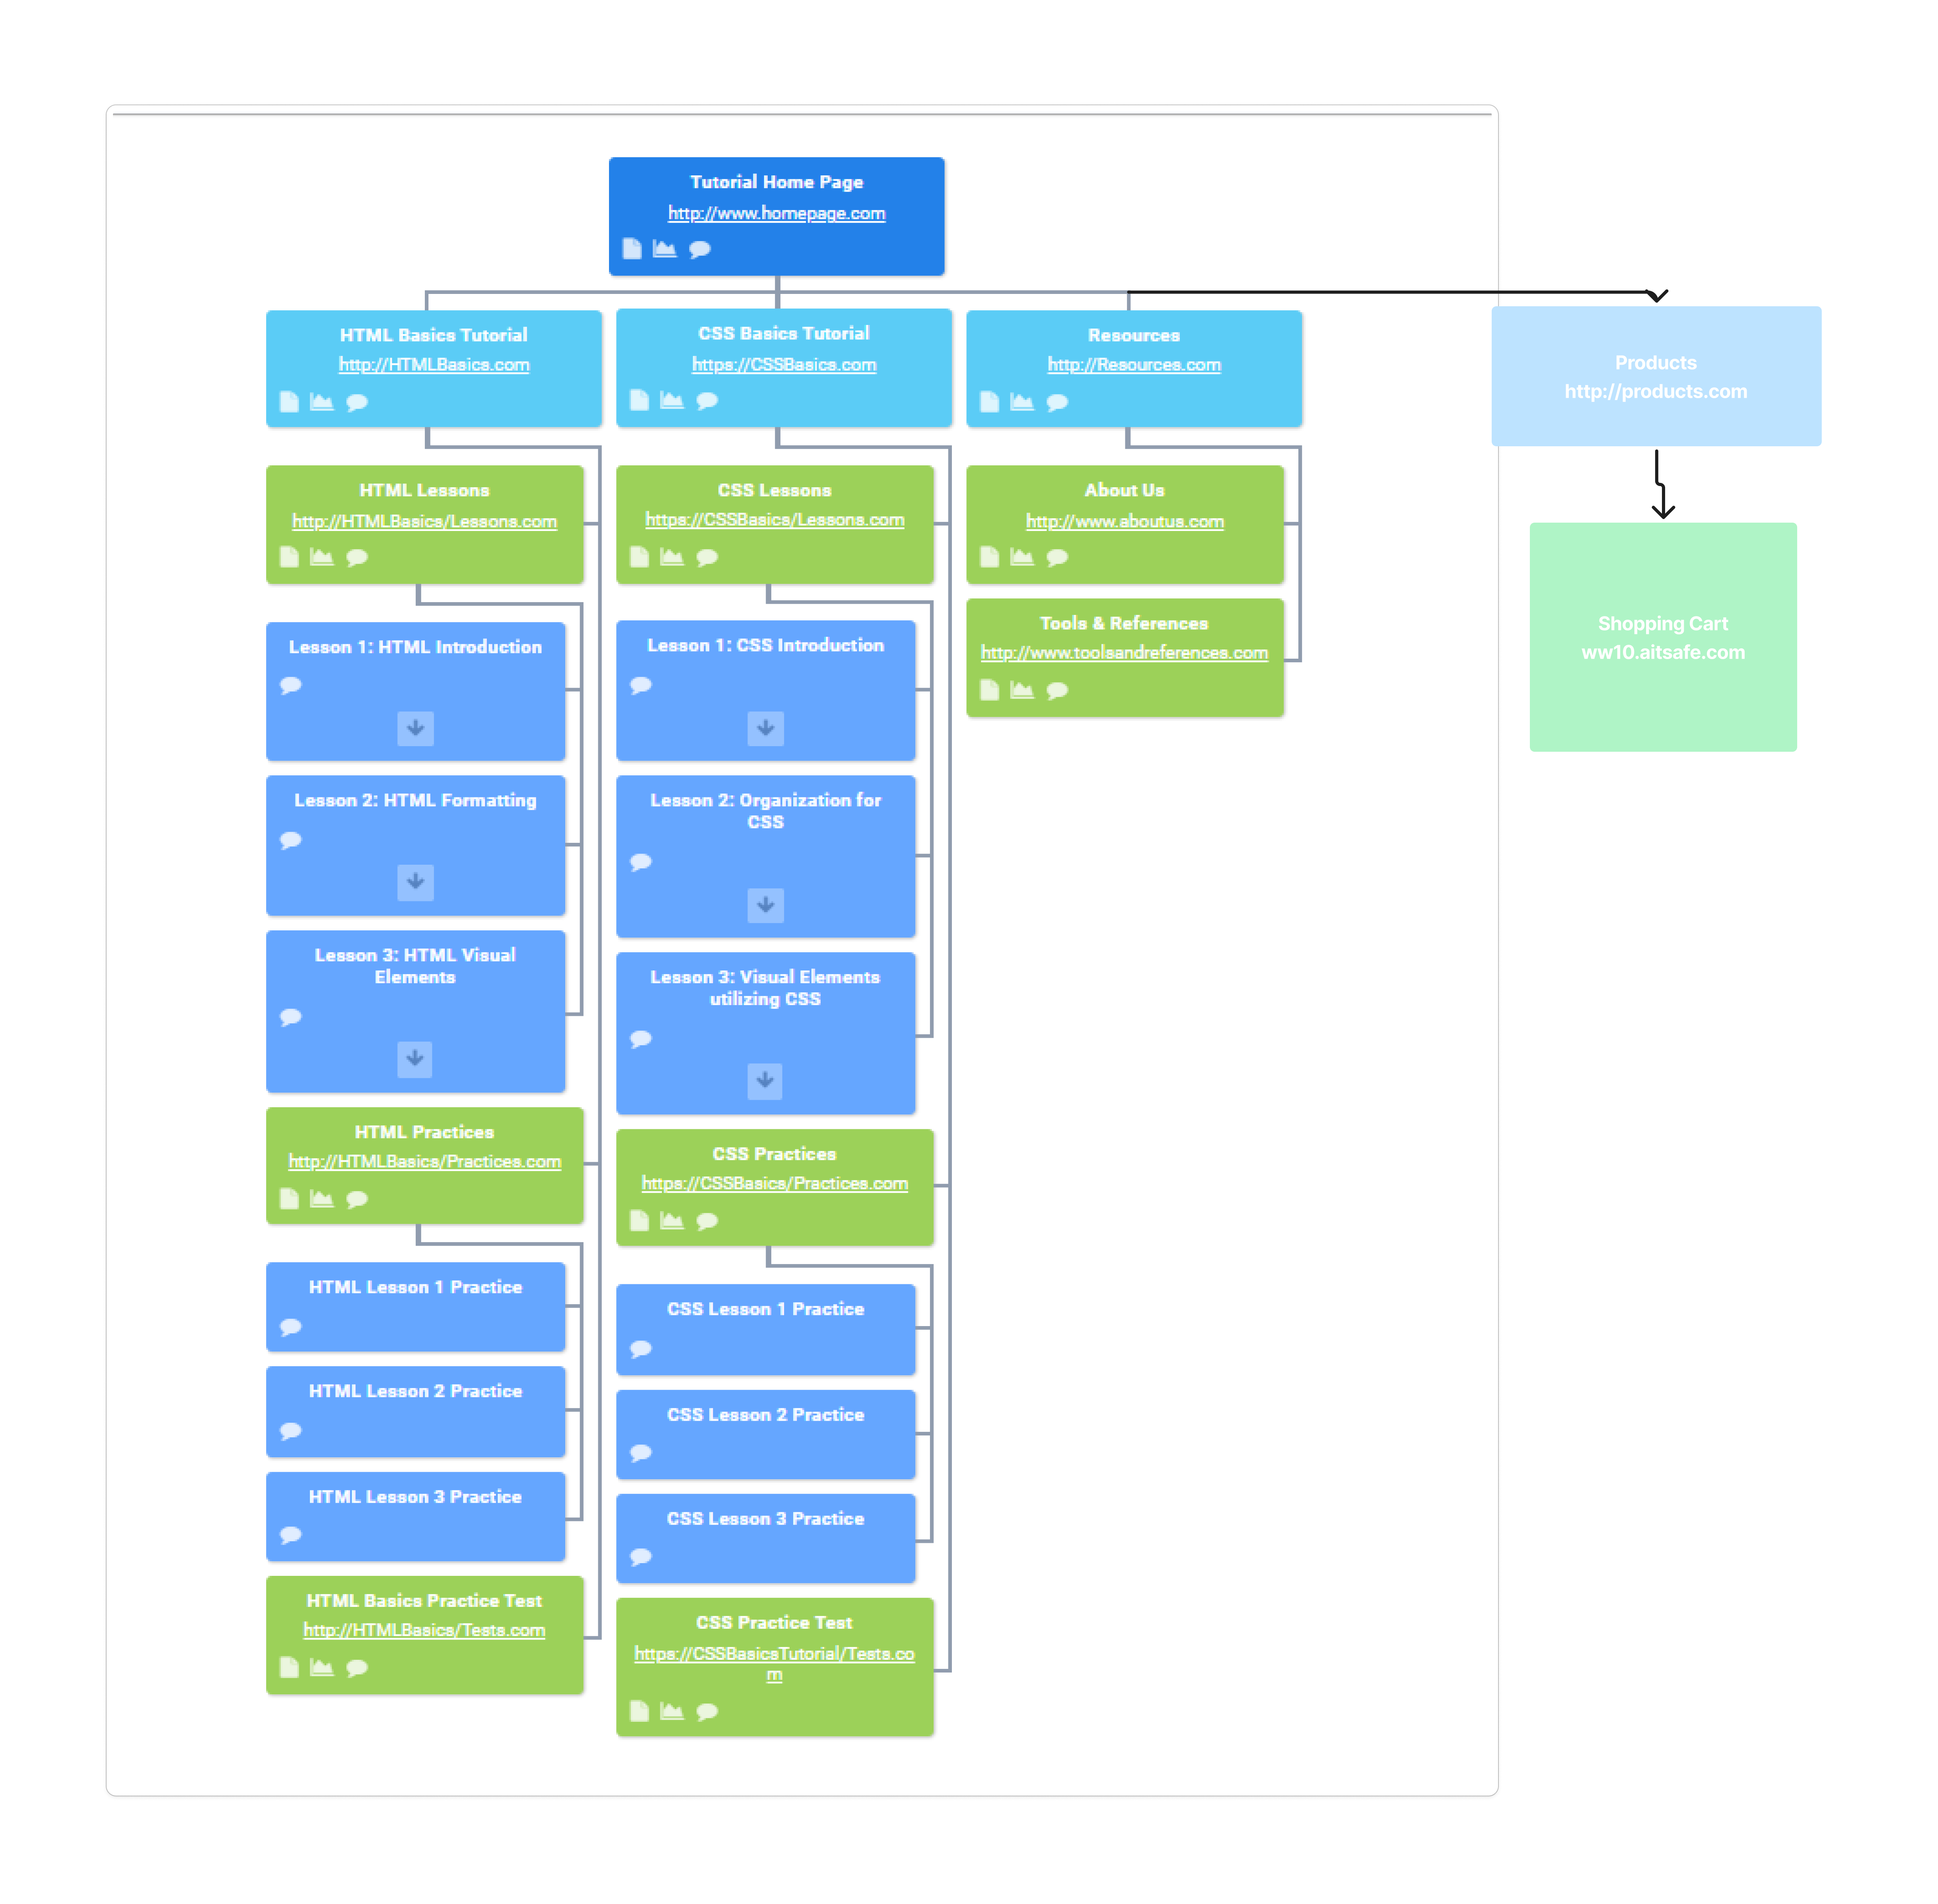 Tutorial Home Page
http://www.homepage.com
HTML Basics Tutorial
http://HTMLBasics.com
CSS Basics Tutorial
https://CSSBasics.com
Resources
http://Resources.com
Products
http://products.com
HTML Lessons
http://HTMLBasics/Lessons.com
Lesson 1: HTML Introduction
Lesson 2: HTML Formatting
Lesson 3: HTML Visual
Elements
HTML Practices
http://HTMLBasics/Practices.com
HTML Lesson 1 Practice
HTML Lesson 2 Practice
HTML Lesson 3 Practice
HTML Basics Practice Test
http://HTMLBasics/Tests.com
CSS Lessons
https://CSSBasics/Lessons.com
Lesson 1: CSS Introduction
Lesson 2: Organization for
CSS
Lesson 3: Visual Elements
utilizing CSS
CSS Practices
https://CSSBasics/Practices.com
CSS Lesson 1 Practice
CSS Lesson 2 Practice
CSS Lesson 3 Practice
CSS Practice Test
https://CSSBasicsTutorial/Tests.co
m
About Us
http://www.aboutus.com
Tools & References
http://www.toolsandreferences.com
Shopping Cart
ww10.aitsafe.com